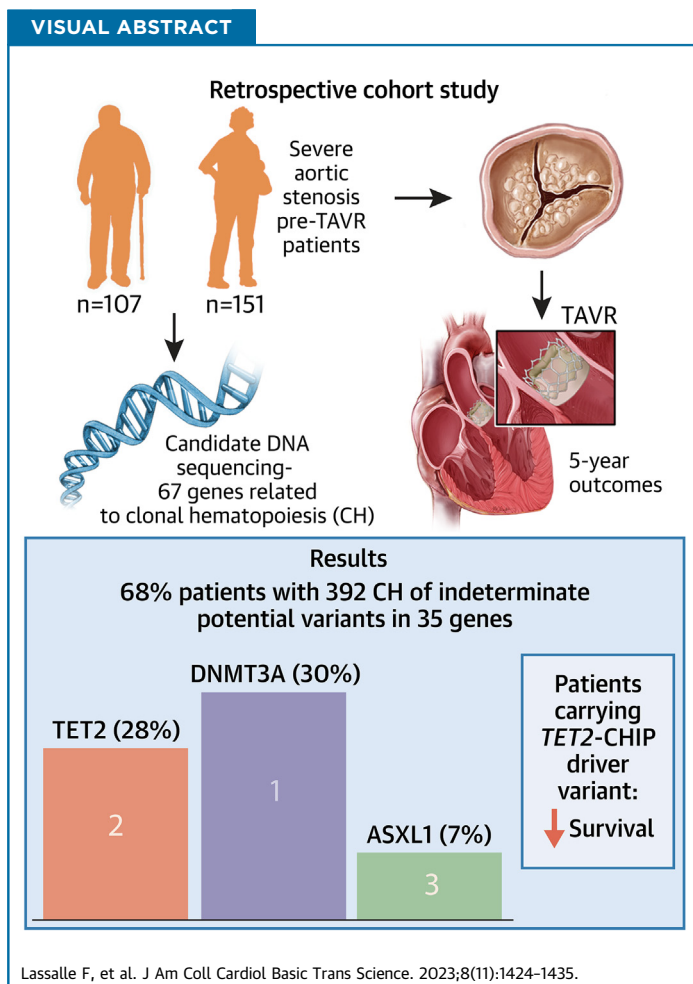 VISUAL ABSTRACT
Retrospective cohort study
n=107
n=151
Severe
aortic
stenosis
pre-TAVR
patients
TAVR
Candidate DNA
sequencing-
67 genes related
to clonal hematopoiesis (CH)
5-year
outcomes
Results
68% patients with 392 CH of indeterminate
potential variants in 35 genes
TET2 (28%)
2
DNMT3A (30%)
1
ASXL1 (7%)
3
Patients
carrying
TET2-CHIP
driver
variant:
↓ Survival
Lassalle F, et al. J Am Coll Cardiol Basic Trans Science. 2023;8(11):1424-1435.